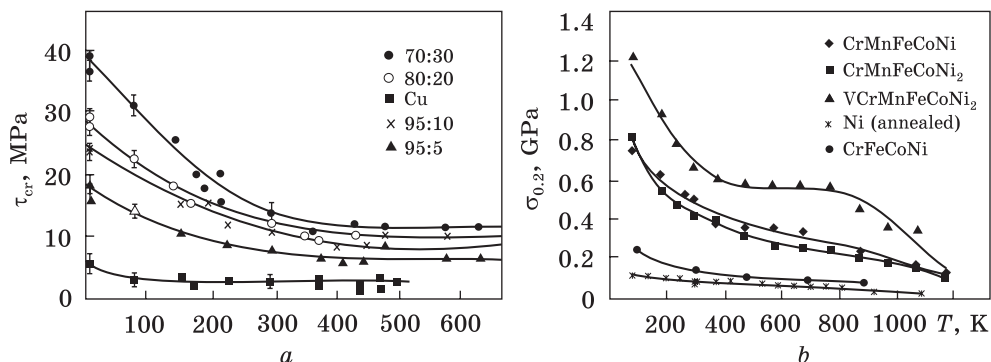 τcr, MPa
40
30
20
10
0
100 200 300 400 500 600
70:30
80:20
Cu
95:10
95:5
a
σ0.2, GPa
1.4
1.2
1.0
0.8
0.6
0.4
0.2
0
200 400 600 800 1000 T, K
CrMnFeCoNi
CrMnFeCoNi₂
VCrMnFeCoNi₂
Ni (annealed)
CrFeCoNi
b